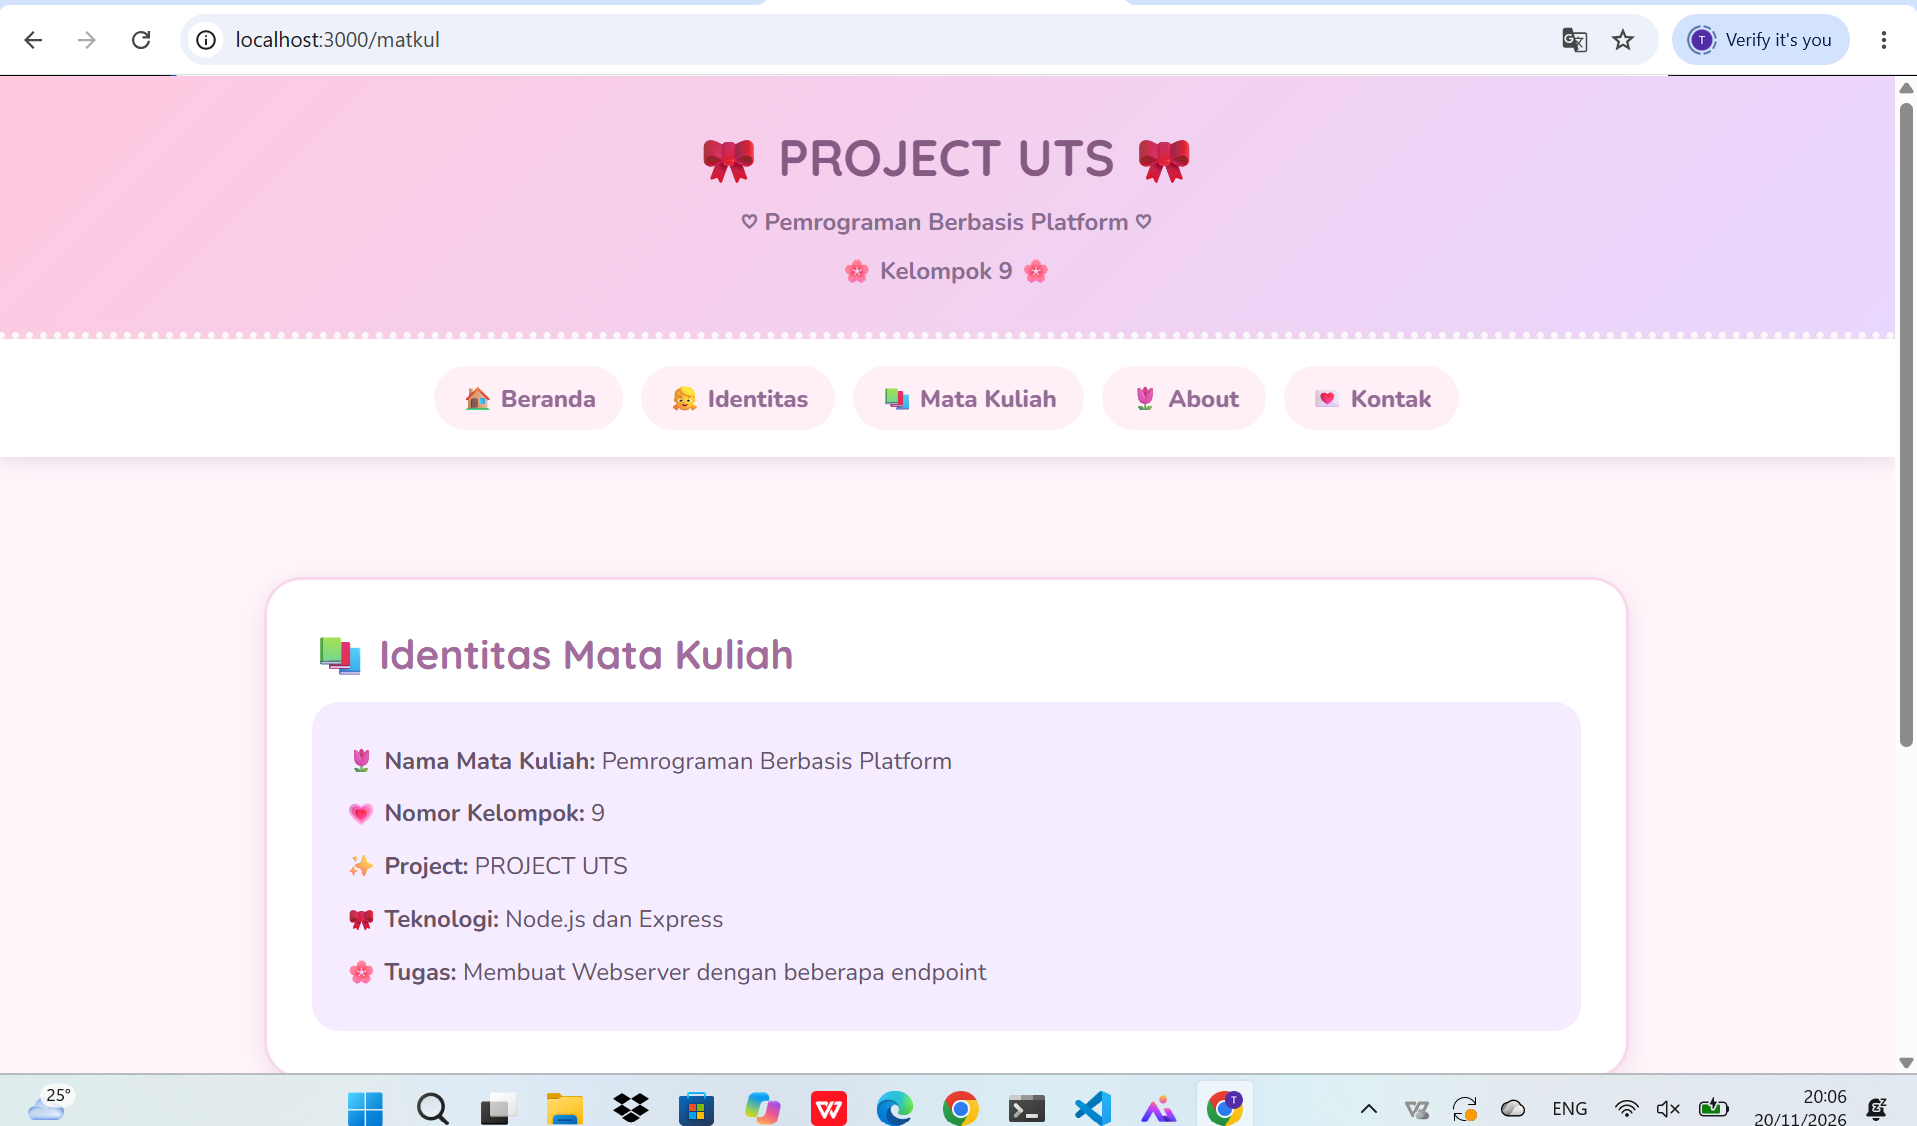 localhost:3000/matkul
Verify it's you
PROJECT UTS
♡ Pemrograman Berbasis Platform ♡
Kelompok 9
Beranda
Identitas
Mata Kuliah
About
Kontak
Identitas Mata Kuliah
Nama Mata Kuliah: Pemrograman Berbasis Platform
Nomor Kelompok: 9
Project: PROJECT UTS
Teknologi: Node.js dan Express
Tugas: Membuat Webserver dengan beberapa endpoint
25°
ENG
20:06
20/11/2026